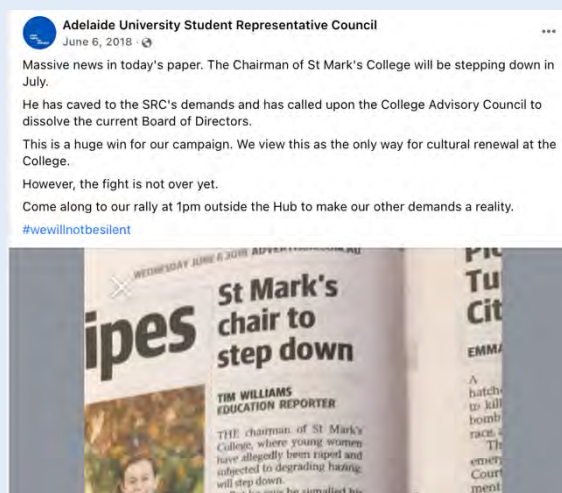 Adelaide University Student Representative Council
June 6, 2018
Massive news in today's paper. The Chairman of St Mark's College will be stepping down in
July.
He has caved to the SRC's demands and has called upon the College Advisory Council to
dissolve the current Board of Directors.
This is a huge win for our campaign. We view this as the only way for cultural renewal at the
College.
However, the fight is not over yet.
Come along to our rally at 1pm outside the Hub to make our other demands a reality.
#wewillnotbesilent
WEDNESDAY JUNE 6 2018
ipes
St Mark's
chair to
step down
TIM WILLIAMS
EDUCATION REPORTER
THE chairman of St Mark's
College, where young women
have allegedly been raped and
subjected to degrading hazing,
will step down.
Tu
Cit
EMMA
A
hatch
to kill
bomb
race
Th
emer
Court
ment